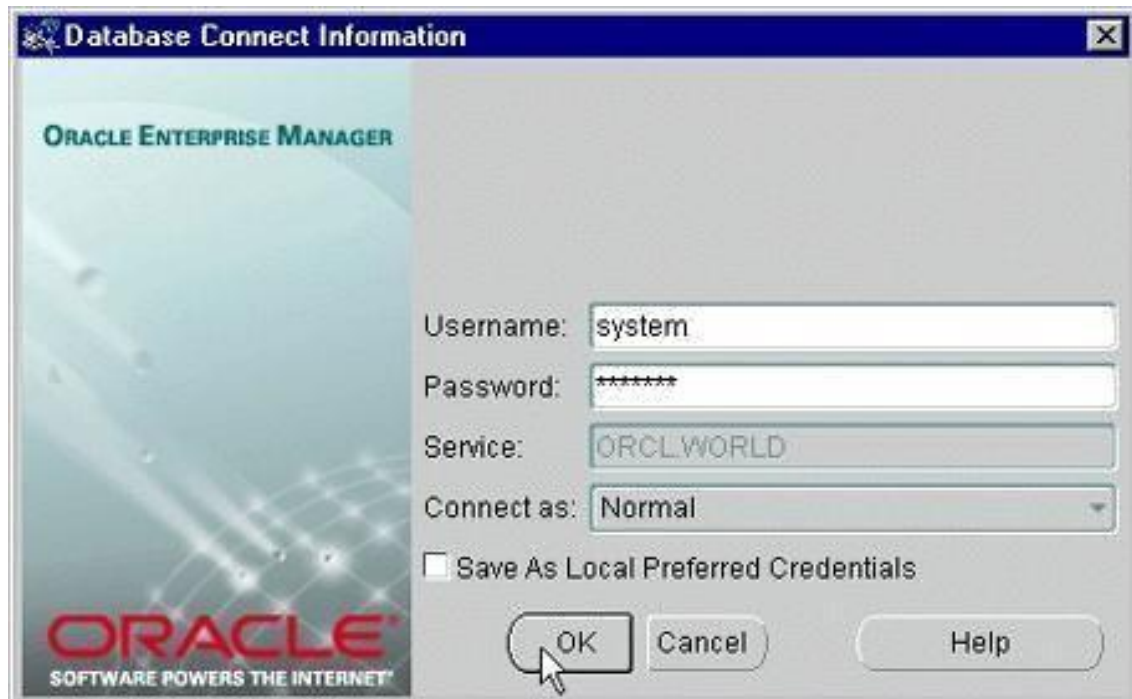 Database Connect Information
ORACLE ENTERPRISE MANAGER
Username: system
Password: *******
Service: ORCL.WORLD
Connect as: Normal
Save As Local Preferred Credentials
OK Cancel Help
ORACLE®
SOFTWARE POWERS THE INTERNET™